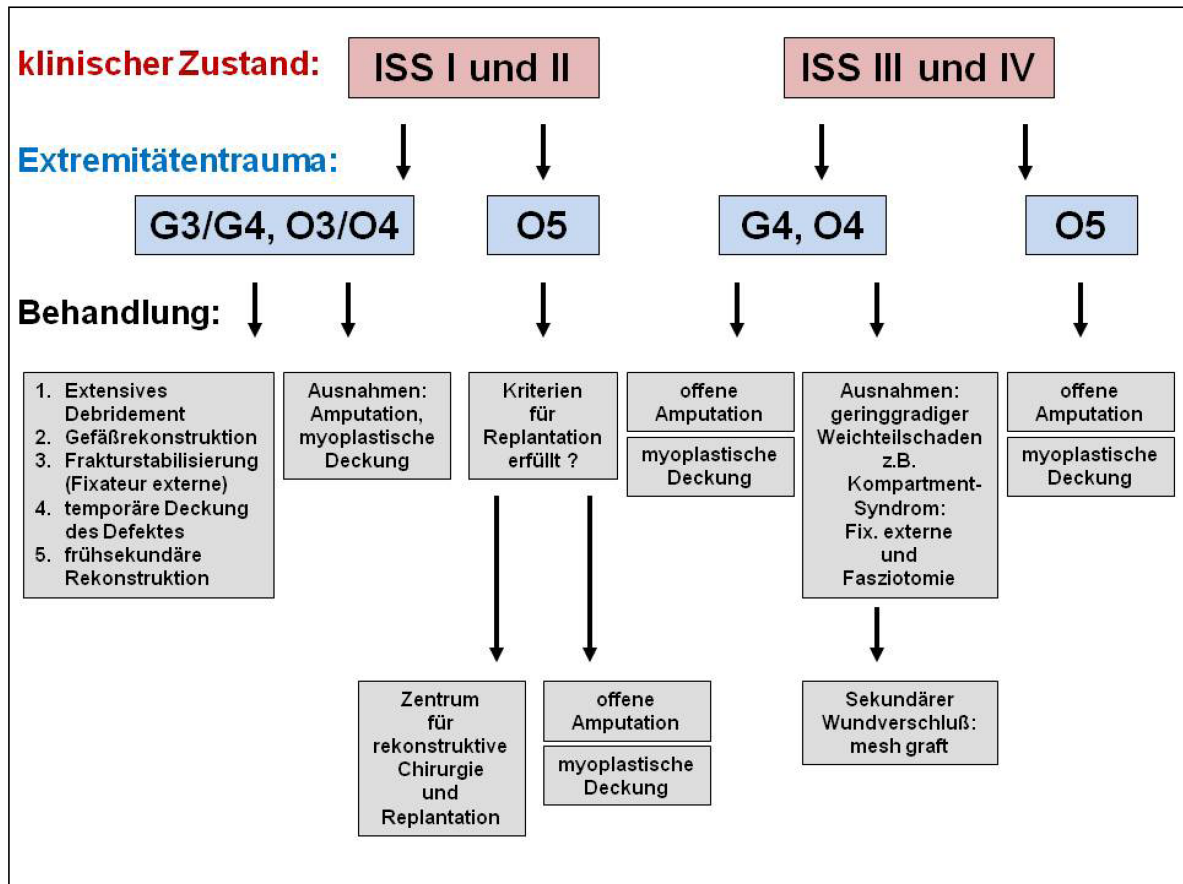 klinischer Zustand:
ISS I und II
ISS III und IV
Extremitätentrauma:
G3/G4, O3/O4
O5
G4, O4
O5
Behandlung:
1. Extensives
Debridement
2. Gefäßrekonstruktion
3. Frakturstabilisierung
(Fixateur externe)
4. temporäre Deckung
des Defektes
5. frühsekundäre
Rekonstruktion
Ausnahmen:
Amputation,
myoplastische
Deckung
Kriterien
für
Replantation
erfüllt ?
offene
Amputation
myoplastische
Deckung
Ausnahmen:
geringgradiger
Weichteilschaden
z.B.
Kompartment-
Syndrom:
Fix. externe
und
Fasziotomie
offene
Amputation
myoplastische
Deckung
Zentrum
für
rekonstruktive
Chirurgie
und
Replantation
offene
Amputation
myoplastische
Deckung
Sekundärer
Wundverschluß:
mesh graft